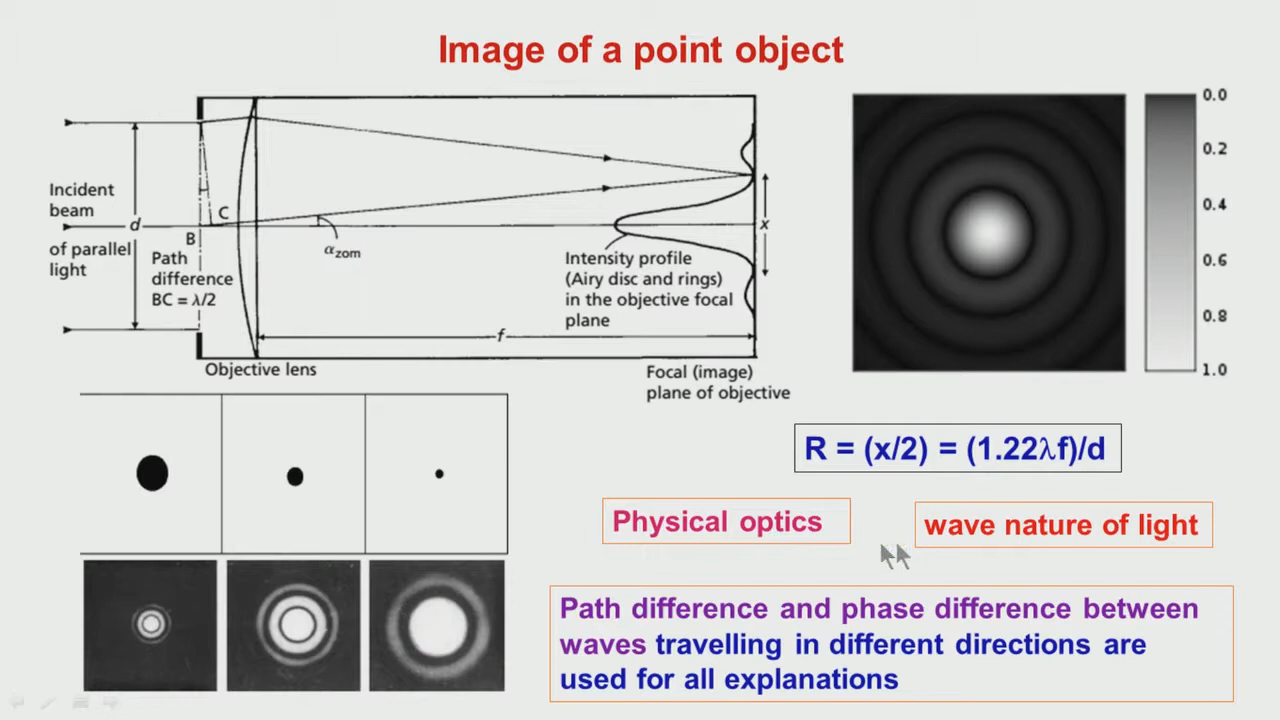 Image of a point object
Incident
beam
of parallel
light
d
B
C
Path
difference
BC = λ/2
αzom
Intensity profile
(Airy disc and rings)
in the objective focal
plane
x
f
Objective lens
Focal (image)
plane of objective
0.0
0.2
0.4
0.6
0.8
1.0
R = (x/2) = (1.22λf)/d
Physical optics
wave nature of light
Path difference and phase difference between
waves travelling in different directions are
used for all explanations